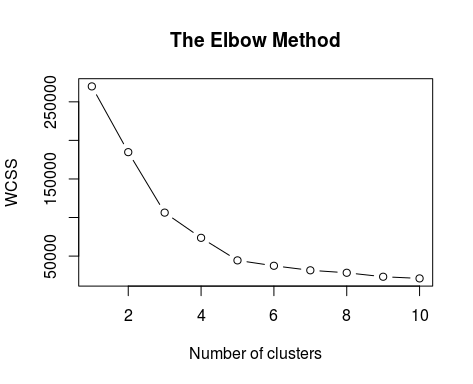 The Elbow Method
WCSS
250000
150000
50000
2 4 6 8 10
Number of clusters